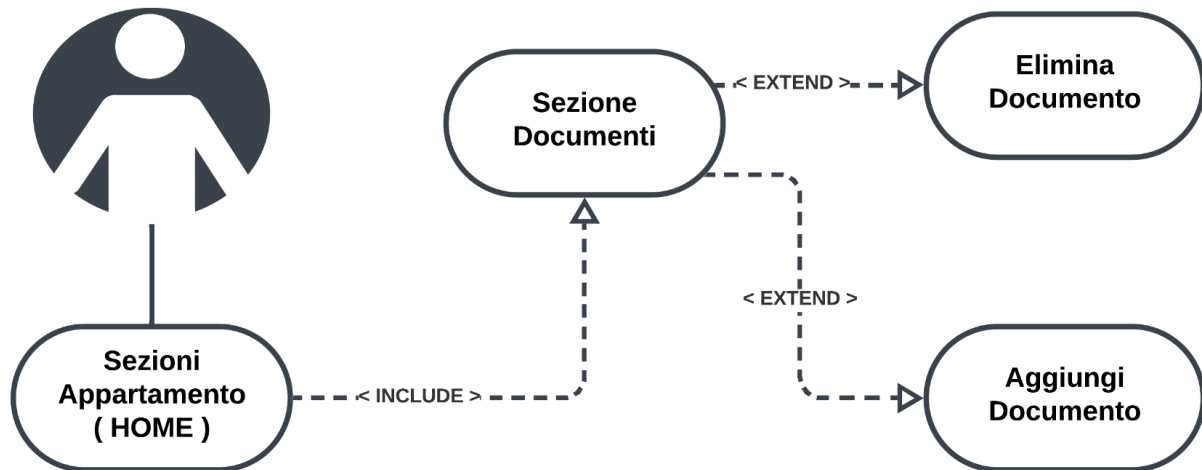 Sezione
Documenti
< EXTEND >
Elimina
Documento
< EXTEND >
Sezioni
Appartamento
( HOME )
< INCLUDE >
Aggiungi
Documento